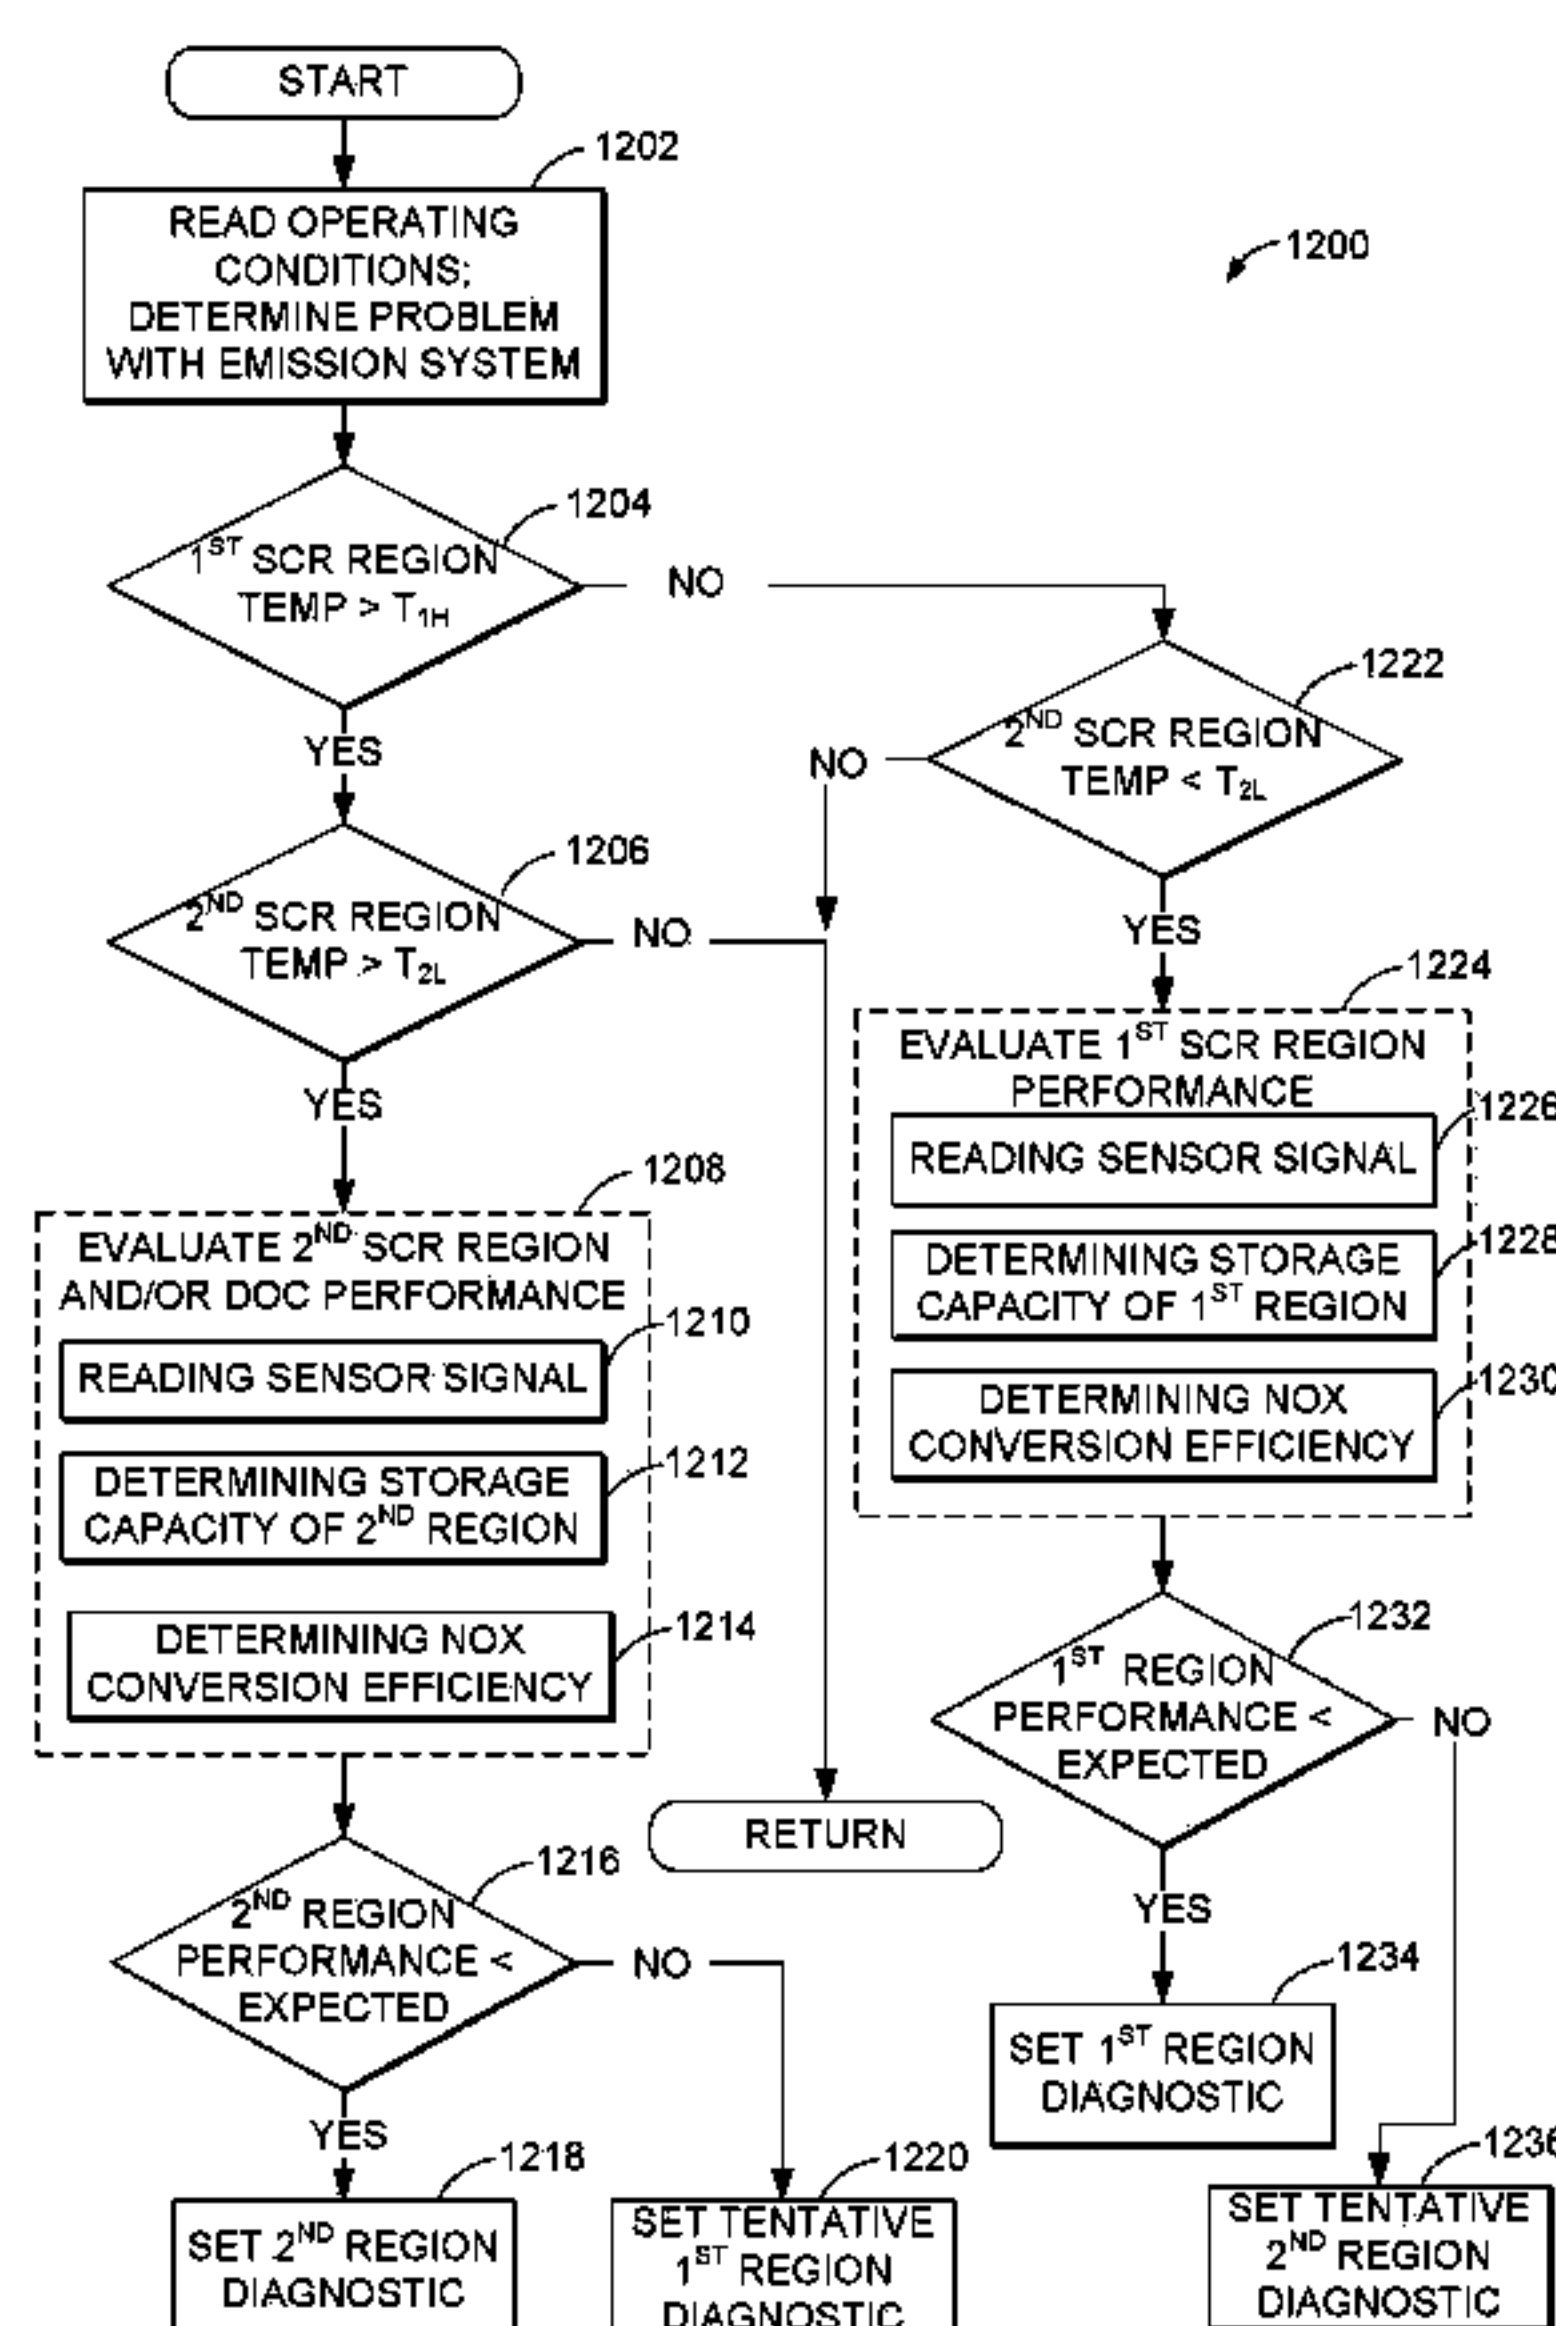 START
1202
READ OPERATING
CONDITIONS;
DETERMINE PROBLEM
WITH EMISSION SYSTEM
1200
1204
1ST SCR REGION
TEMP > T1H
NO
YES
1222
2ND SCR REGION
TEMP < T2L
NO
YES
1206
2ND SCR REGION
TEMP > T2L
NO
YES
1224
EVALUATE 1ST SCR REGION
PERFORMANCE
1226
READING SENSOR SIGNAL
1228
DETERMINING STORAGE
CAPACITY OF 1ST REGION
1230
DETERMINING NOX
CONVERSION EFFICIENCY
1208
EVALUATE 2ND SCR REGION
AND/OR DOC PERFORMANCE
1210
READING SENSOR SIGNAL
1212
DETERMINING STORAGE
CAPACITY OF 2ND REGION
1214
DETERMINING NOX
CONVERSION EFFICIENCY
1232
1ST REGION
PERFORMANCE <
EXPECTED
NO
YES
RETURN
1216
2ND REGION
PERFORMANCE <
EXPECTED
NO
YES
1234
SET 1ST REGION
DIAGNOSTIC
1218
SET 2ND REGION
DIAGNOSTIC
1220
SET TENTATIVE
1ST REGION
DIAGNOSTIC
1236
SET TENTATIVE
2ND REGION
DIAGNOSTIC